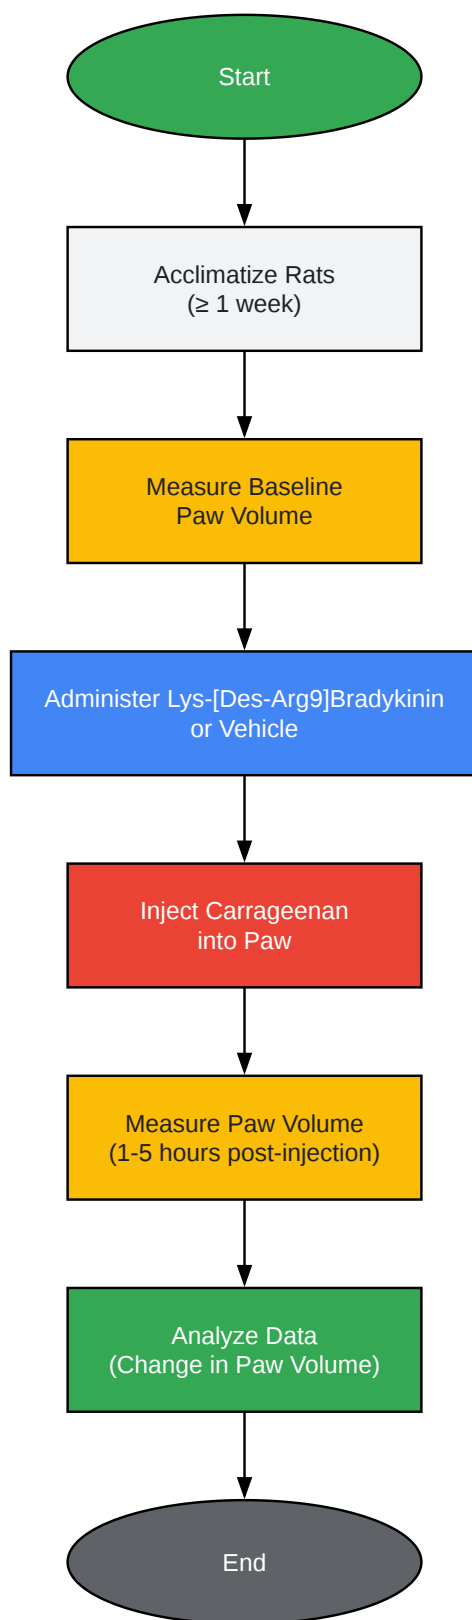 Start
Acclimatize Rats
(≥ 1 week)
Measure Baseline
Paw Volume
Administer Lys-[Des-Arg9]Bradykinin
or Vehicle
Inject Carrageenan
into Paw
Measure Paw Volume
(1-5 hours post-injection)
Analyze Data
(Change in Paw Volume)
End